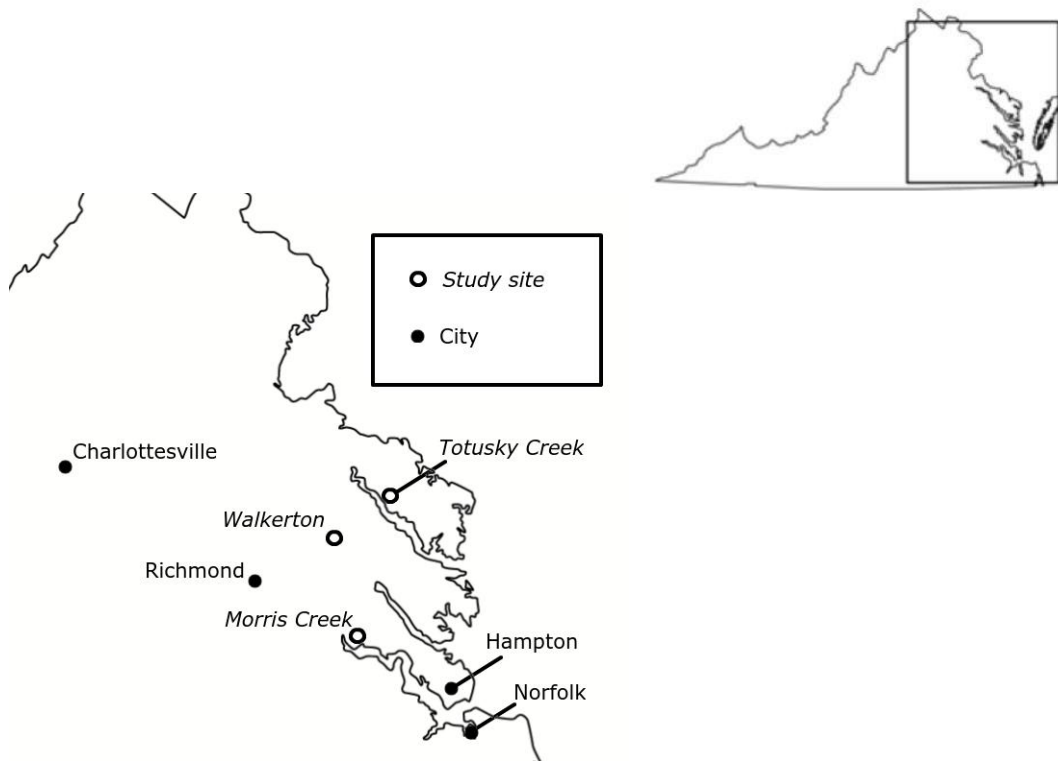 Study site
City
Totusky Creek
Charlottesville
Walkerton
Richmond
Morris Creek
Hampton
Norfolk